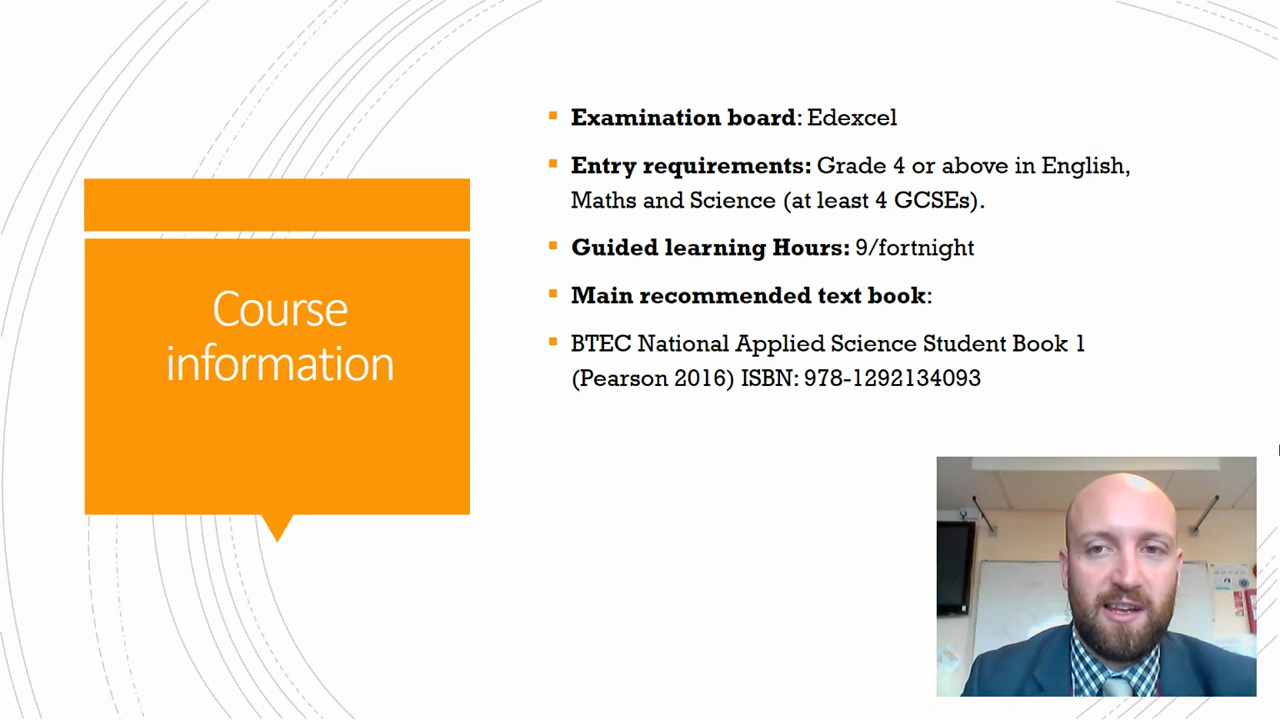 Course
information
Examination board: Edexcel
Entry requirements: Grade 4 or above in English,
Maths and Science (at least 4 GCSEs).
Guided learning Hours: 9/fortnight
Main recommended text book:
BTEC National Applied Science Student Book 1
(Pearson 2016) ISBN: 978-1292134093